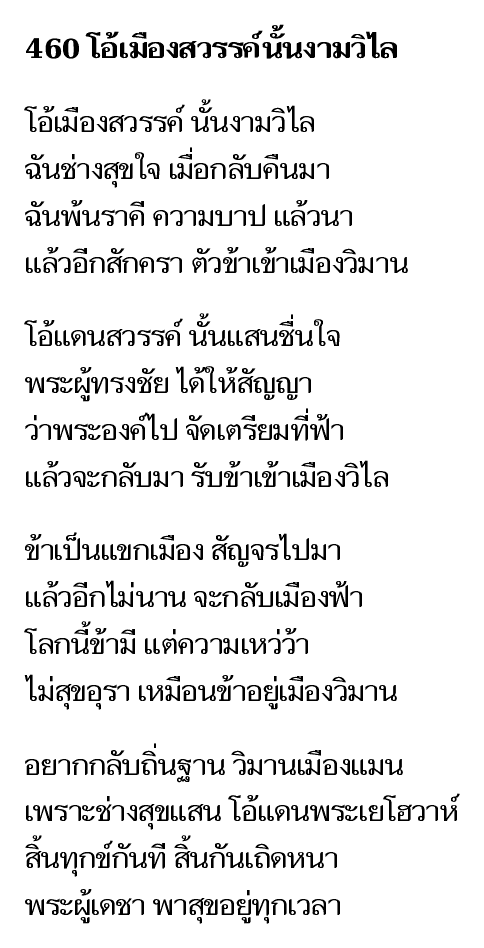 460 โอ้เมืองสวรรค์นั้นงามวิไล
โอ้เมืองสวรรค์ นั้นงามวิไล
ฉันช่างสุขใจ เมื่อกลับคืนมา
ฉันพ้นราคี ความบาป แล้วนา
แล้วอีกสักครา ตัวข้าเข้าเมืองวิมาน
โอ้แดนสวรรค์ นั้นแสนชื่นใจ
พระผู้ทรงชัย ได้ให้สัญญา
ว่าพระองค์ไป จัดเตรียมที่ฟ้า
แล้วจะกลับมา รับข้าเข้าเมืองวิไล
ข้าเป็นแขกเมือง สัญจรไปมา
แล้วอีกไม่นาน จะกลับเมืองฟ้า
โลกนี้ข้ามี แต่ความเหว่ว้า
ไม่สุขอุรา เหมือนข้าอยู่เมืองวิมาน
อยากกลับถิ่นฐาน วิมานเมืองแมน
เพราะช่างสุขแสน โอ้แดนพระเยโฮวาห์
สิ้นทุกข์กันที สิ้นกันเถิดหนา
พระผู้เดชา พาสุขอยู่ทุกเวลา